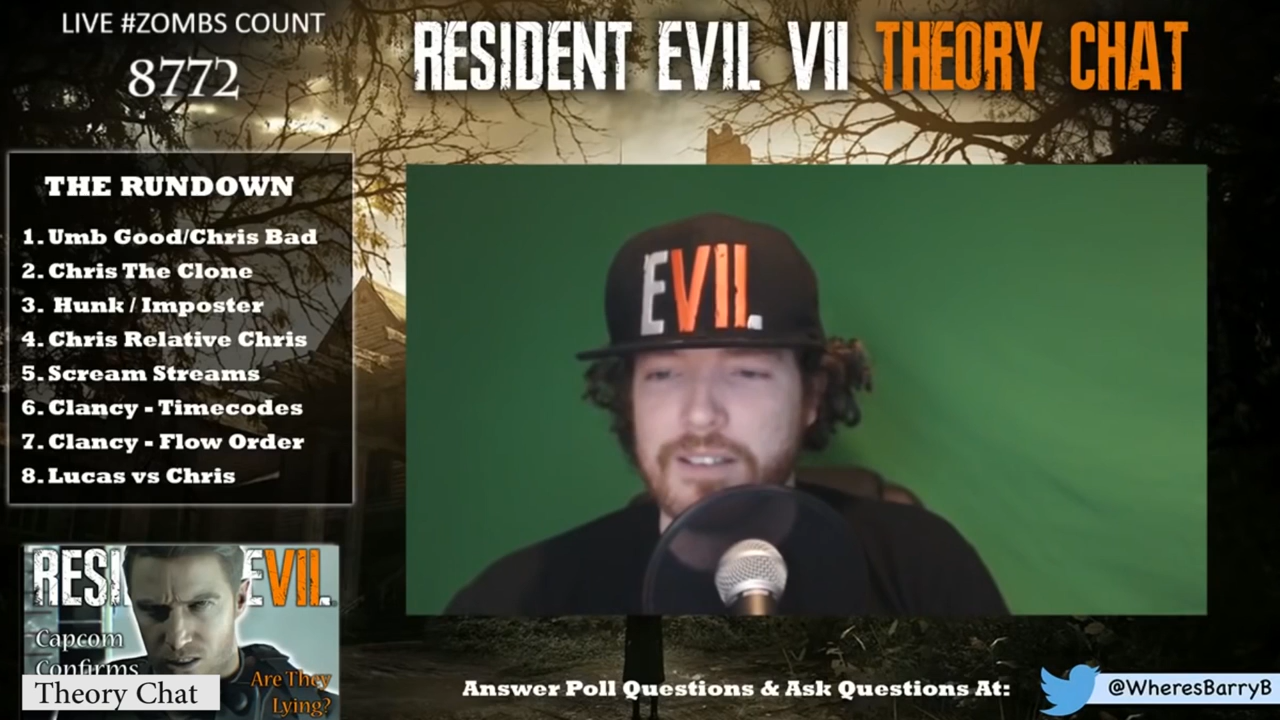 LIVE #ZOMBS COUNT
8772
RESIDENT EVIL VII THEORY CHAT
THE RUNDOWN
1. Umb Good/Chris Bad
2. Chris The Clone
3. Hunk / Imposter
4. Chris Relative Chris
5. Scream Streams
6. Clancy - Timecodes
7. Clancy - Flow Order
8. Lucas vs Chris
EVII.
RESI EVII.
Capcom
Confirms
Are They
Lying?
Theory Chat
Answer Poll Questions & Ask Questions At:
@WheresBarryB